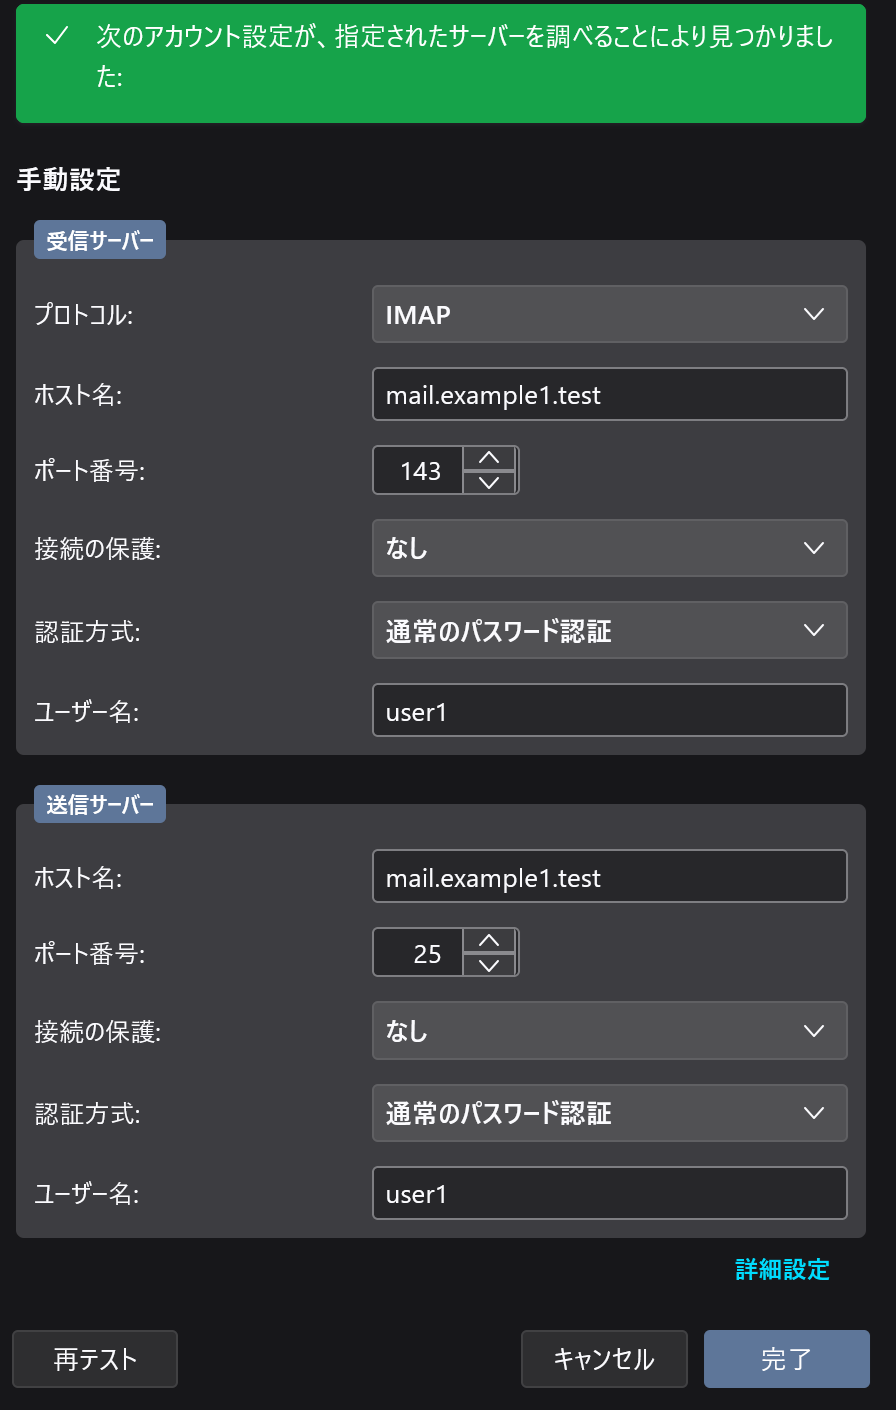 次のアカウント設定が、指定されたサーバーを調べることにより見つかりまし
た:
手動設定
受信サーバー
プロトコル: IMAP
ホスト名: mail.example1.test
ポート番号: 143
接続の保護: なし
認証方式: 通常のパスワード認証
ユーザー名: user1
送信サーバー
ホスト名: mail.example1.test
ポート番号: 25
接続の保護: なし
認証方式: 通常のパスワード認証
ユーザー名: user1
詳細設定
再テスト キャンセル 完了